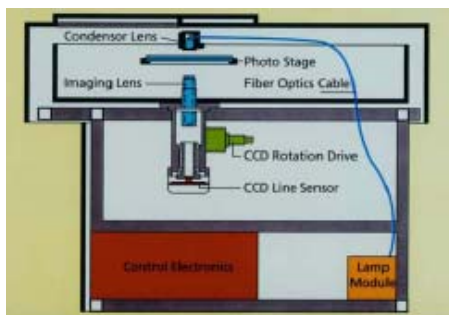 Condensor Lens
Photo Stage
Imaging Lens
Fiber Optics Cable
CCD Rotation Drive
CCD Line Sensor
Control Electronics
Lamp
Module